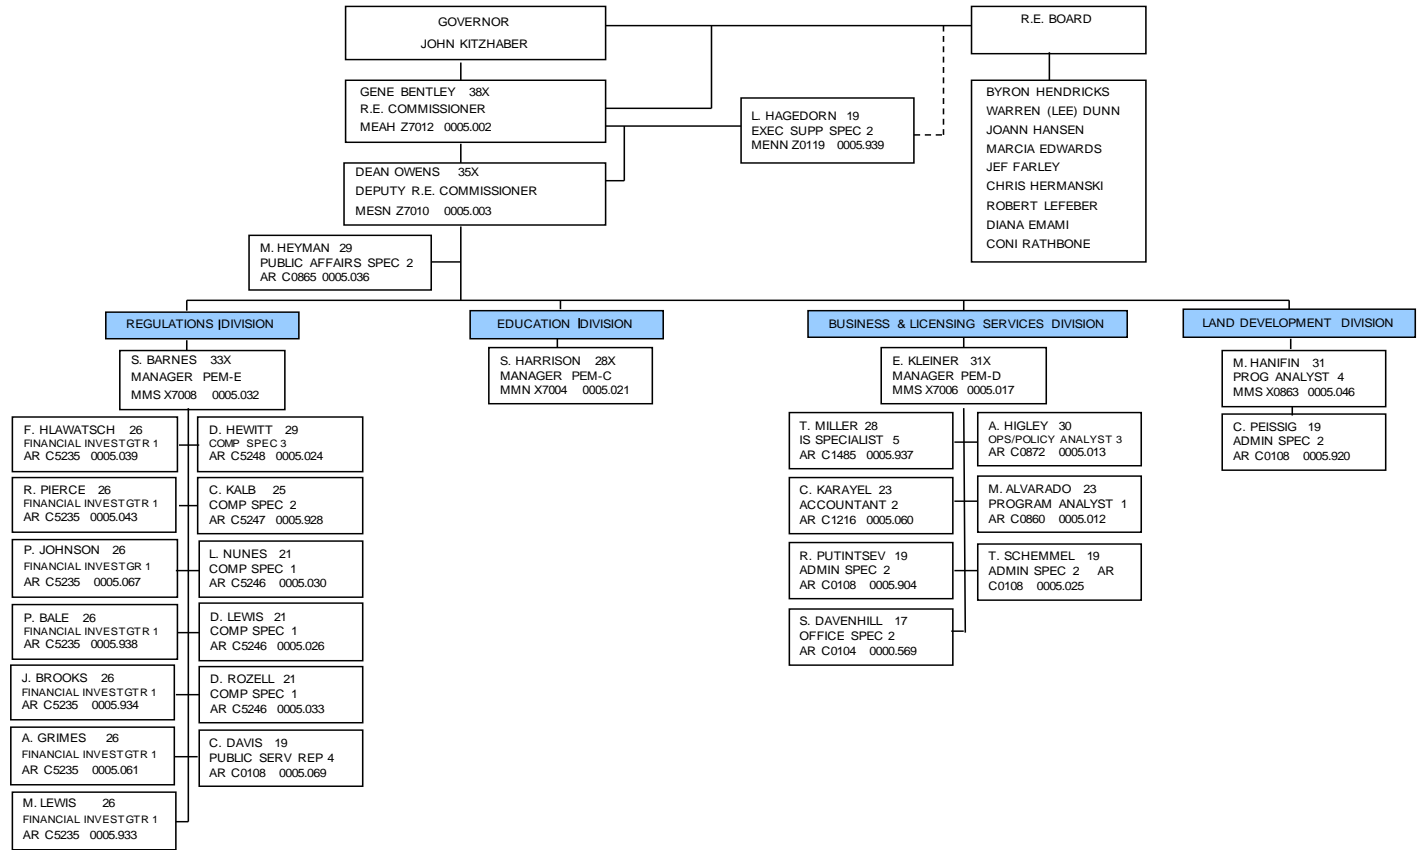 GOVERNOR
JOHN KITZHABER
R.E. BOARD
GENE BENTLEY 38X
R.E. COMMISSIONER
MEAH Z7012 0005.002
L. HAGEDORN 19
EXEC SUPP SPEC 2
MENN Z0119 0005.939
BYRON HENDRICKS
WARREN (LEE) DUNN
JOANN HANSEN
MARCIA EDWARDS
JEF FARLEY
CHRIS HERMANSKI
ROBERT LEFEBER
DIANA EMAMI
CONI RATHBONE
DEAN OWENS 35X
DEPUTY R.E. COMMISSIONER
MESN Z7010 0005.003
M. HEYMAN 29
PUBLIC AFFAIRS SPEC 2
AR C0865 0005.036
REGULATIONS DIVISION
S. BARNES 33X
MANAGER PEM-E
MMS X7008 0005.032
F. HLAWATSCH 26
FINANCIAL INVESTGTR 1
AR C5235 0005.039
D. HEWITT 29
COMP SPEC 3
AR C5248 0005.024
R. PIERCE 26
FINANCIAL INVESTGTR 1
AR C5235 0005.043
C. KALB 25
COMP SPEC 2
AR C5247 0005.928
P. JOHNSON 26
FINANCIAL INVESTGR 1
AR C5235 0005.067
L. NUNES 21
COMP SPEC 1
AR C5246 0005.030
P. BALE 26
FINANCIAL INVESTGTR 1
AR C5235 0005.938
D. LEWIS 21
COMP SPEC 1
AR C5246 0005.026
J. BROOKS 26
FINANCIAL INVESTGTR 1
AR C5235 0005.934
D. ROZELL 21
COMP SPEC 1
AR C5246 0005.033
A. GRIMES 26
FINANCIAL INVESTGTR 1
AR C5235 0005.061
C. DAVIS 19
PUBLIC SERV REP 4
AR C0108 0005.069
M. LEWIS 26
FINANCIAL INVESTGTR 1
AR C5235 0005.933
EDUCATION DIVISION
S. HARRISON 28X
MANAGER PEM-C
MMN X7004 0005.021
BUSINESS & LICENSING SERVICES DIVISION
E. KLEINER 31X
MANAGER PEM-D
MMS X7006 0005.017
T. MILLER 28
IS SPECIALIST 5
AR C1485 0005.937
A. HIGLEY 30
OPS/POLICY ANALYST 3
AR C0872 0005.013
C. KARAYEL 23
ACCOUNTANT 2
AR C1216 0005.060
M. ALVARADO 23
PROGRAM ANALYST 1
AR C0860 0005.012
R. PUTINTSEV 19
ADMIN SPEC 2
AR C0108 0005.904
T. SCHEMMEL 19
ADMIN SPEC 2 AR
C0108 0005.025
S. DAVENHILL 17
OFFICE SPEC 2
AR C0104 0000.569
LAND DEVELOPMENT DIVISION
M. HANIFIN 31
PROG ANALYST 4
MMS X0863 0005.046
C. PEISSIG 19
ADMIN SPEC 2
AR C0108 0005.920